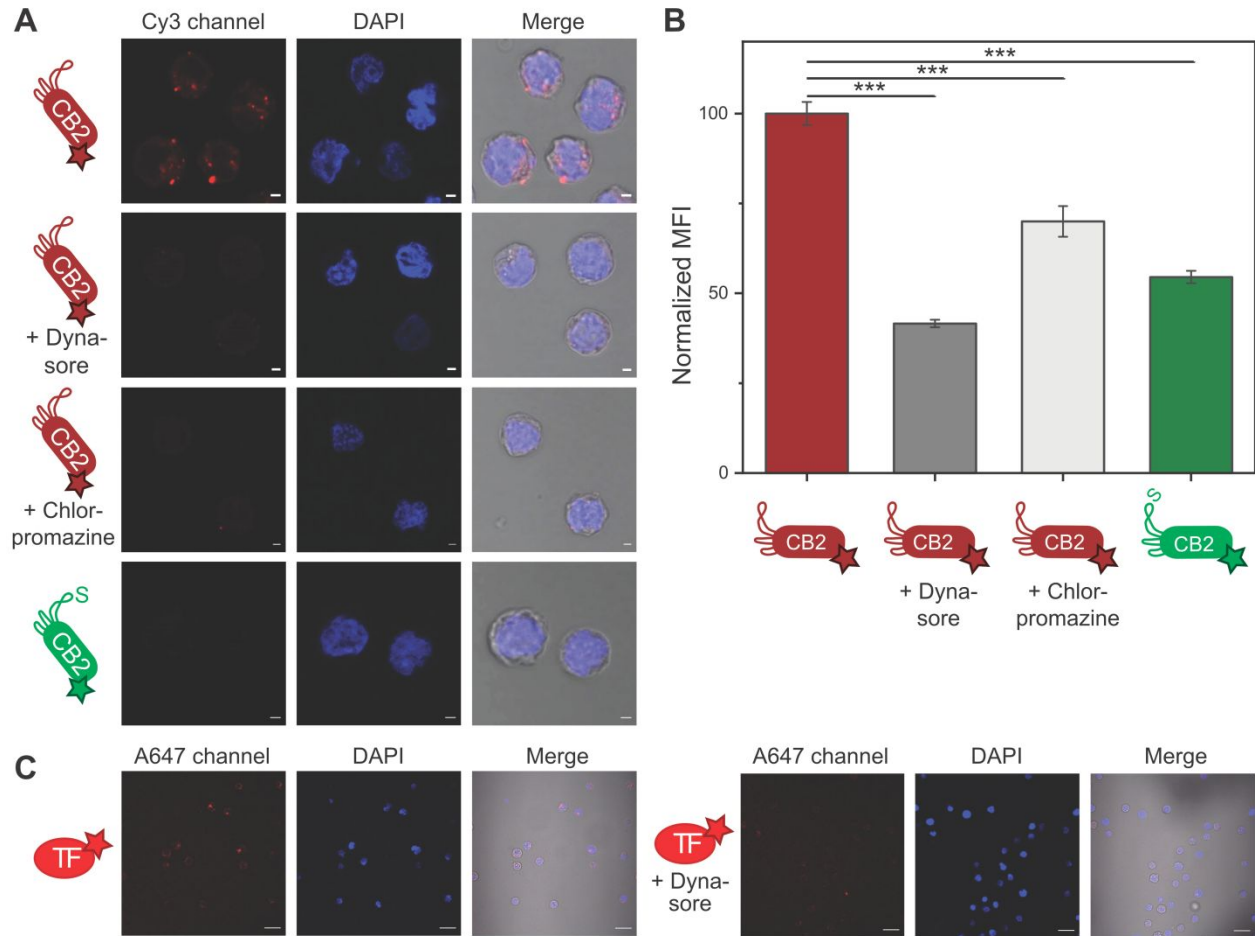 A
Cy3 channel DAPI Merge
CB2
CB2
+ Dyna-
sore
CB2
+ Chlor-
promazine
S
CB2
B
***
***
***
100
50
0
Normalized MFI
CB2 CB2 CB2 CB2
S
+ Dyna-
sore
+ Chlor-
promazine
C
A647 channel DAPI Merge
TF
A647 channel DAPI Merge
TF
+ Dyna-
sore